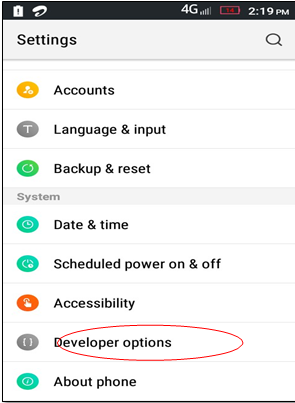 4G 14 2:19 PM
Settings
Accounts
Language & input
Backup & reset
System
Date & time
Scheduled power on & off
Accessibility
Developer options
About phone